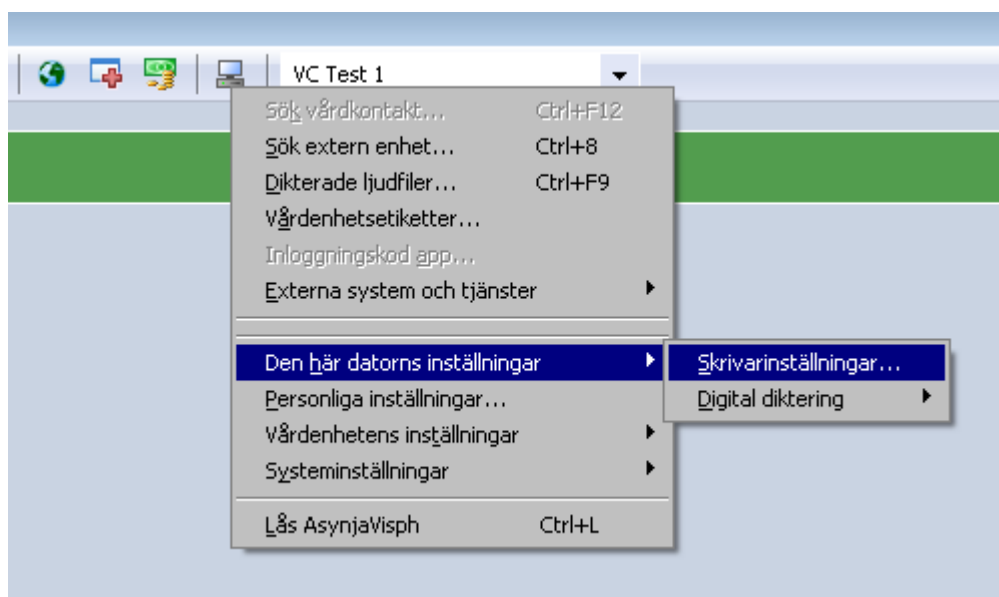 VC Test 1
Sök vårdkontakt... Ctrl+F12
Sök extern enhet... Ctrl+8
Dikterade ljudfiler... Ctrl+F9
Vårdenhetsetiketter...
Inloggningskod app...
Externa system och tjänster
Den här datorns inställningar
Skrivarinställningar...
Personliga inställningar...
Digital diktering
Vårdenhetens inställningar
Systeminställningar
Lås AsynjaVisph Ctrl+L